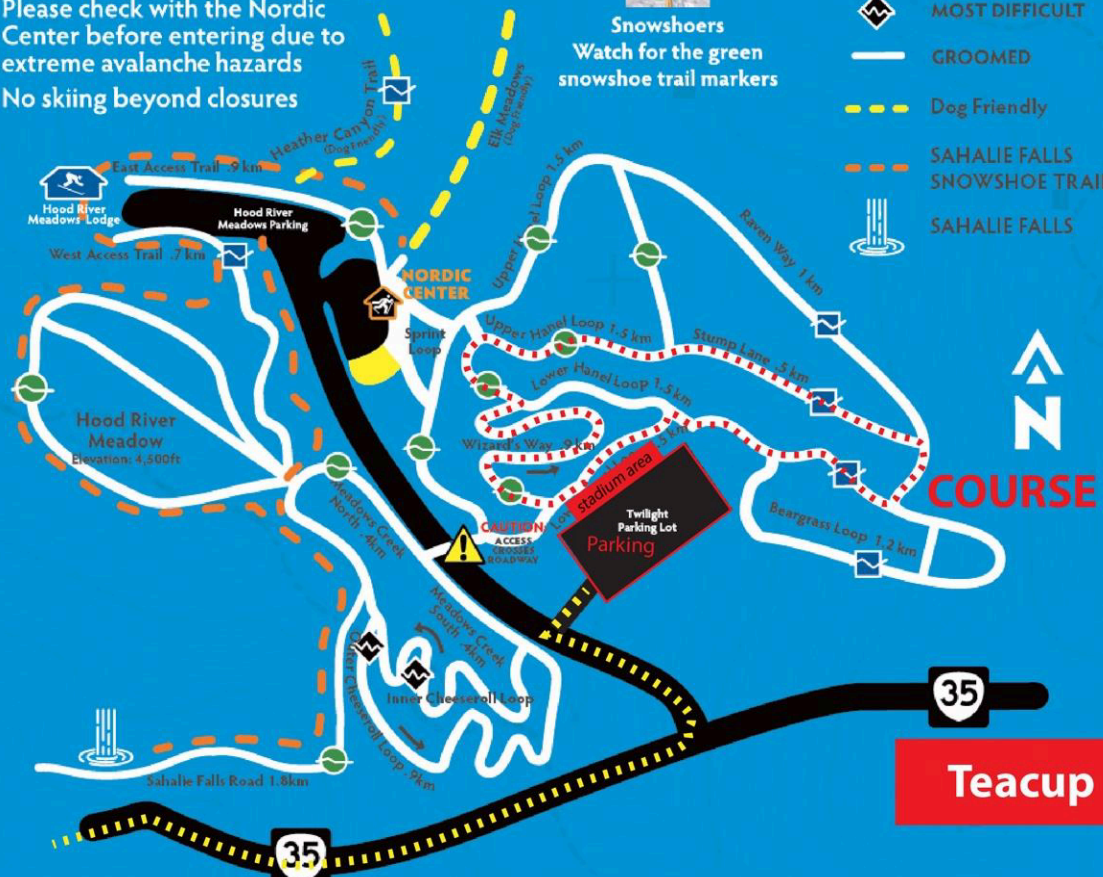 Please check with the Nordic
Center before entering due to
extreme avalanche hazards
No skiing beyond closures
Snowshoers
Watch for the green
snowshoe trail markers
MOST DIFFICULT
GROOMED
Dog Friendly
SAHALIE FALLS
SNOWSHOE TRAI
SAHALIE FALLS
Heather Canyon Trail
(Dog Friendly)
Elk Meadows
(Dog Friendly)
East Access Trail .9 km
Hood River
Meadows Lodge
Hood River
Meadows Parking
West Access Trail .7 km
NORDIC
CENTER
Sprint
Loop
Upper Hanel Loop 1.5 km
Raven Way 1 km
Upper Hanel Loop 1.5 km
Stump Lane .5 km
Lower Hanel Loop 1.5 km
Wizard's Way .9 km
Hood River
Meadow
Elevation: 4,500ft
N
COURSE
stadium area
Twilight
Parking Lot
Parking
Low
.5 km
Beargrass Loop 1.2 km
CAUTION
ACCESS
CROSSES
ROADWAY
Meadows Creek
North .4km
Meadows Creek
South .4km
Inner Cheeseroll Loop
Outer Cheeseroll Loop .9km
Sahalie Falls Road 1.8km
35
35
Teacup